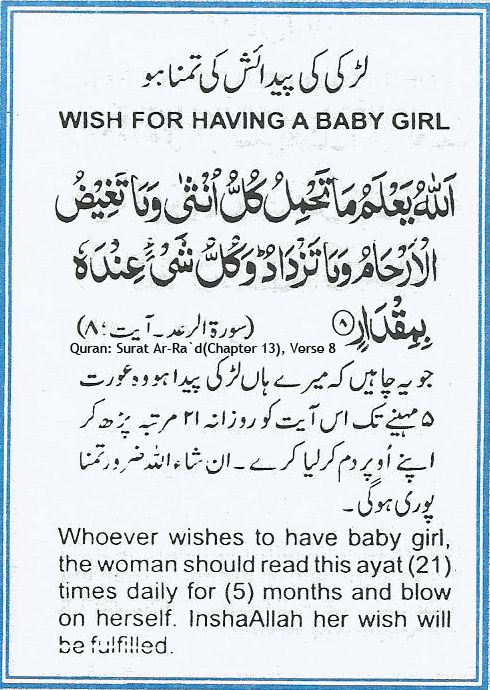 لڑکی کی پیدائش کی تمنا ہو
WISH FOR HAVING A BABY GIRL
اَللّٰهُ يَعْلَمُ مَا تَحْمِلُ كُلُّ اُنْثٰى وَمَا تَغِيْضُ
الْاَرْحَامُ وَمَا تَزْدَادُ ؕ وَكُلُّ شَىْءٍ عِنْدَهٗ
بِمِقْدَارٍ ﴿٨﴾ (سورۃ الرعد۔ آیت: ۸)
Quran: Surat Ar-Ra`d(Chapter 13), Verse 8
جو یہ چاہیں کہ میرے ہاں لڑکی پیدا ہو وہ عورت
۵ مہینے تک اس آیت کو روزانہ ۲۱ مرتبہ پڑھ کر
اپنے اُوپر دم کر لیا کرے۔ ان شاء اللہ ضرور تمنا
پوری ہوگی۔
Whoever wishes to have baby girl,
the woman should read this ayat (21)
times daily for (5) months and blow
on herself. InshaAllah her wish will
be fulfilled.